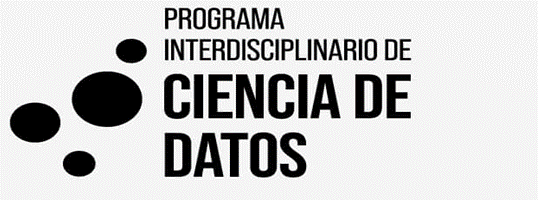 PROGRAMA
INTERDISCIPLINARIO DE
CIENCIA DE
DATOS